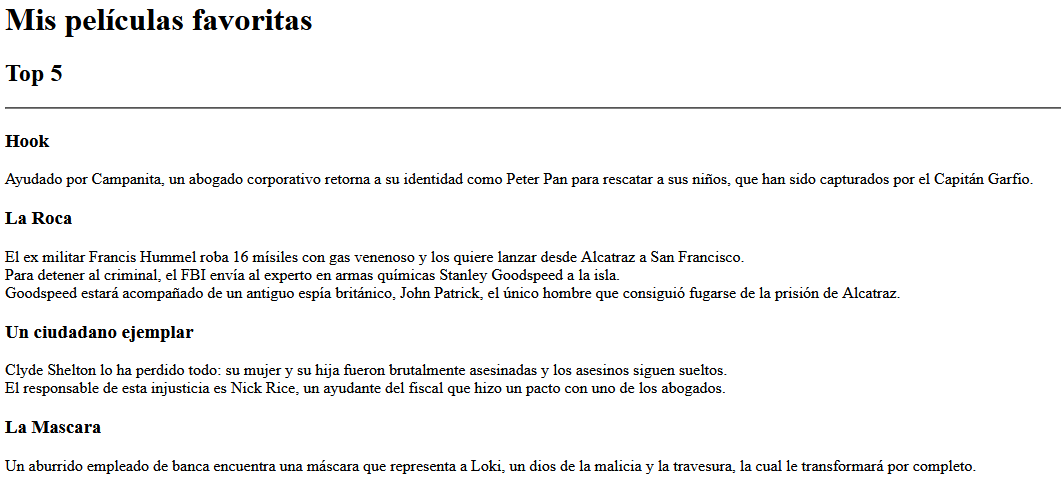 Mis películas favoritas
Top 5
Hook
Ayudado por Campanita, un abogado corporativo retorna a su identidad como Peter Pan para rescatar a sus niños, que han sido capturados por el Capitán Garfio.
La Roca
El ex militar Francis Hummel roba 16 mísiles con gas venenoso y los quiere lanzar desde Alcatraz a San Francisco.
Para detener al criminal, el FBI envía al experto en armas químicas Stanley Goodspeed a la isla.
Goodspeed estará acompañado de un antiguo espía británico, John Patrick, el único hombre que consiguió fugarse de la prisión de Alcatraz.
Un ciudadano ejemplar
Clyde Shelton lo ha perdido todo: su mujer y su hija fueron brutalmente asesinadas y los asesinos siguen sueltos.
El responsable de esta injusticia es Nick Rice, un ayudante del fiscal que hizo un pacto con uno de los abogados.
La Mascara
Un aburrido empleado de banca encuentra una máscara que representa a Loki, un dios de la malicia y la travesura, la cual le transformará por completo.